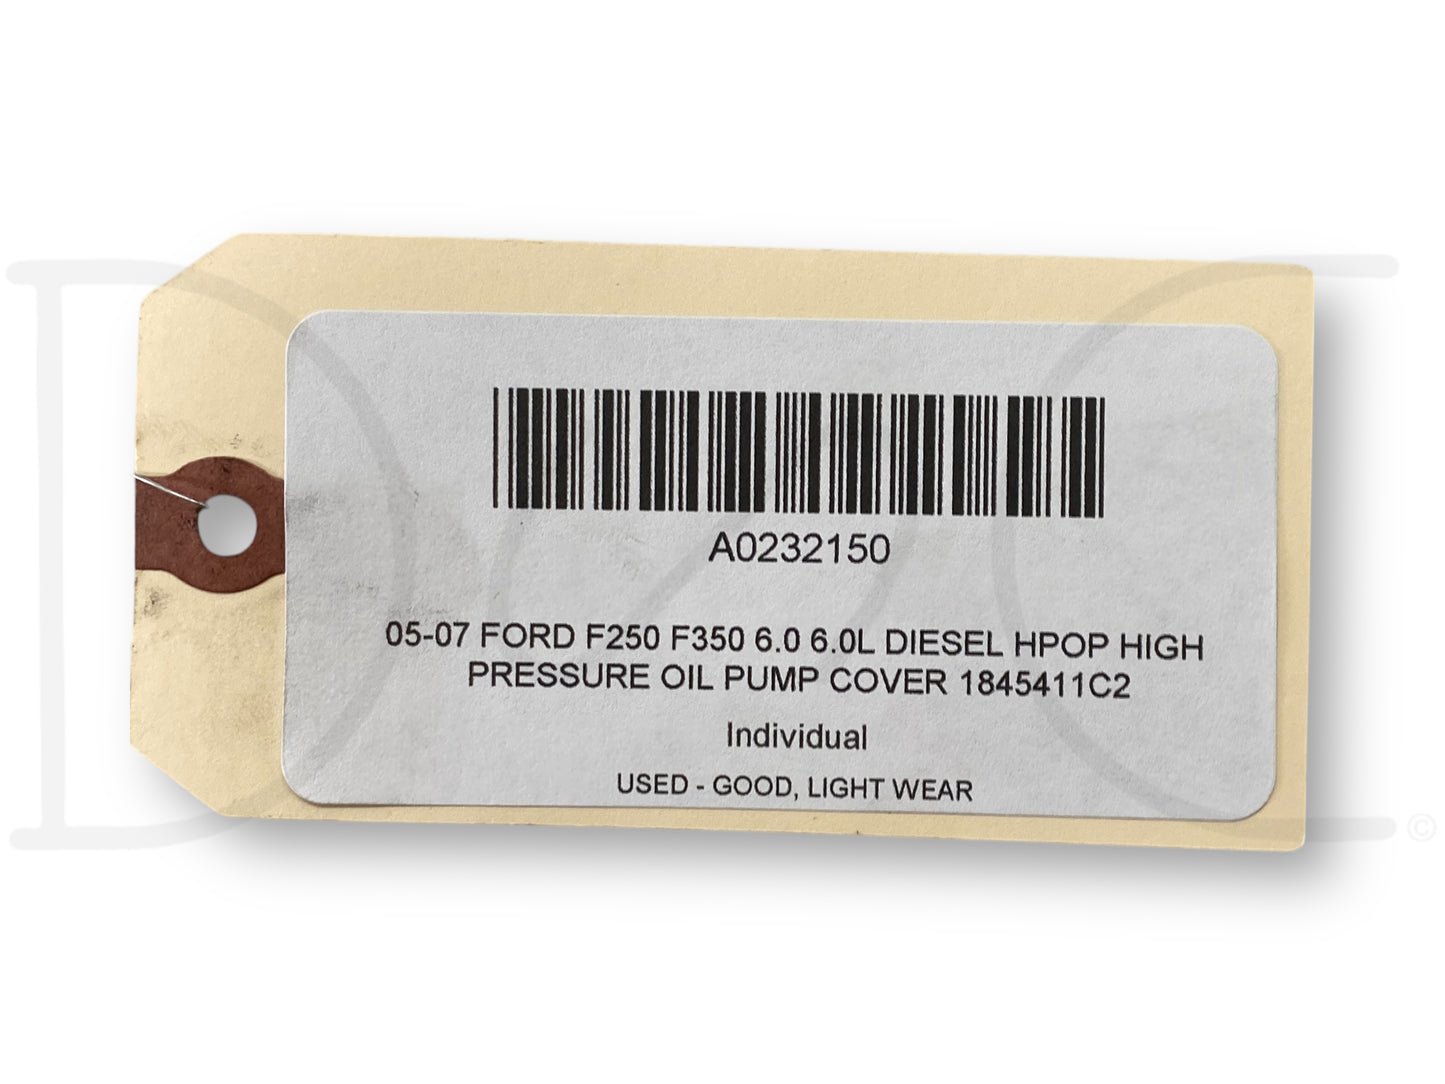 A0232150
05-07 FORD F250 F350 6.0 6.0L DIESEL HPOP HIGH
PRESSURE OIL PUMP COVER 1845411C2
Individual
USED - GOOD, LIGHT WEAR
©